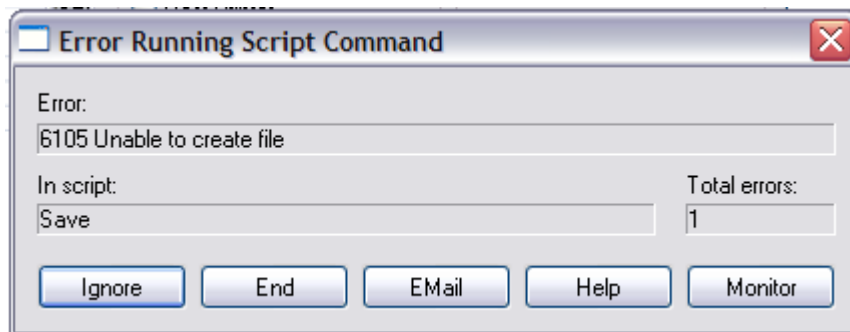 Error Running Script Command
Error:
6105 Unable to create file
In script:
Total errors:
Save
1
Ignore
End
EMail
Help
Monitor